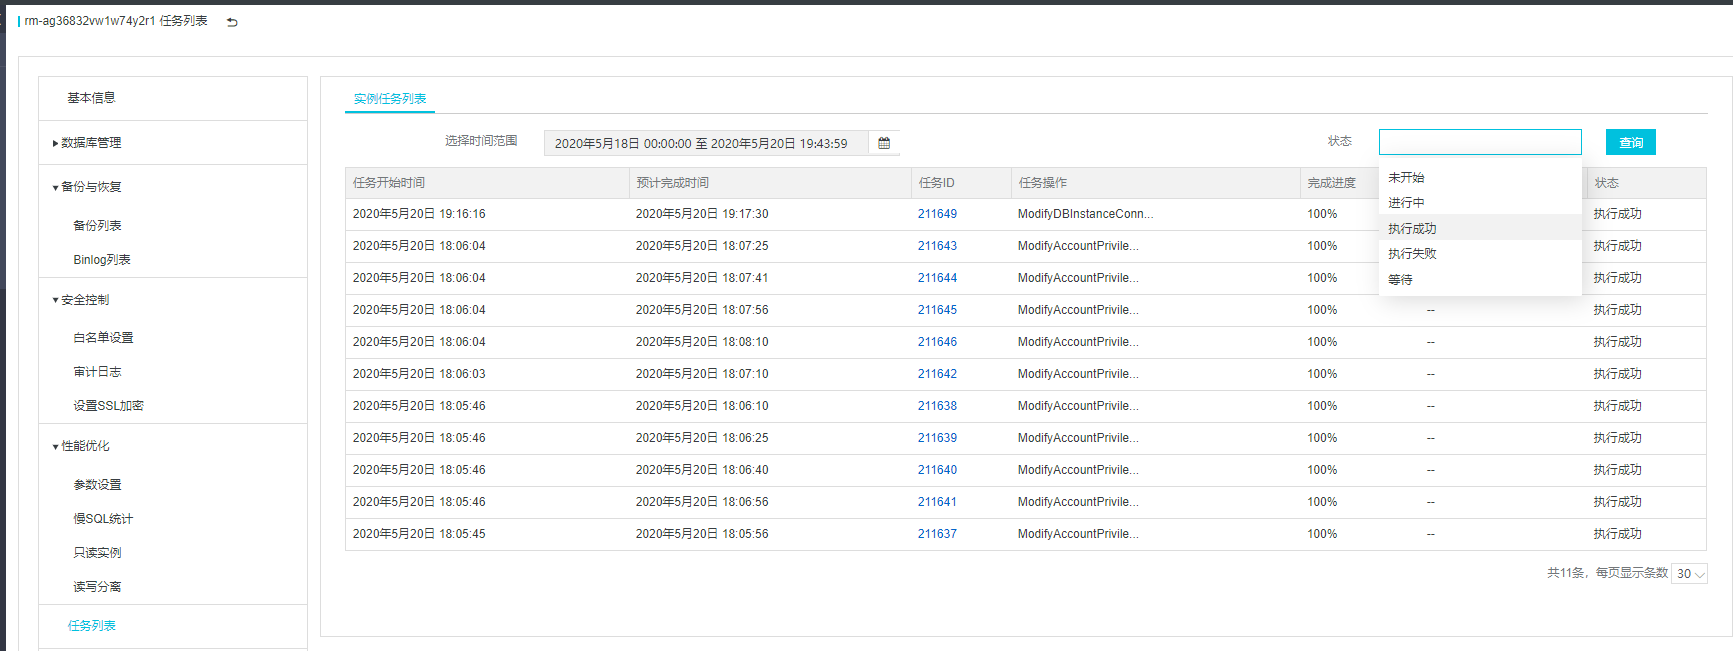 rm-ag36832vw1w74y2r1 任务列表
基本信息
数据库管理
备份与恢复
备份列表
Binlog列表
安全控制
白名单设置
审计日志
设置SSL加密
性能优化
参数设置
慢SQL统计
只读实例
读写分离
任务列表
实例任务列表
选择时间范围 2020年5月18日 00:00:00 至 2020年5月20日 19:43:59 状态 查询
未开始
进行中
执行成功
执行失败
等待
任务开始时间 预计完成时间 任务ID 任务操作 完成进度 状态
2020年5月20日 19:16:16 2020年5月20日 19:17:30 211649 ModifyDBInstanceConn... 100% 执行成功
2020年5月20日 18:06:04 2020年5月20日 18:07:25 211643 ModifyAccountPrivile... 100% 执行成功
2020年5月20日 18:06:04 2020年5月20日 18:07:41 211644 ModifyAccountPrivile... 100% 执行成功
2020年5月20日 18:06:04 2020年5月20日 18:07:56 211645 ModifyAccountPrivile... 100% -- 执行成功
2020年5月20日 18:06:04 2020年5月20日 18:08:10 211646 ModifyAccountPrivile... 100% -- 执行成功
2020年5月20日 18:06:03 2020年5月20日 18:07:10 211642 ModifyAccountPrivile... 100% -- 执行成功
2020年5月20日 18:05:46 2020年5月20日 18:06:10 211638 ModifyAccountPrivile... 100% -- 执行成功
2020年5月20日 18:05:46 2020年5月20日 18:06:25 211639 ModifyAccountPrivile... 100% -- 执行成功
2020年5月20日 18:05:46 2020年5月20日 18:06:40 211640 ModifyAccountPrivile... 100% -- 执行成功
2020年5月20日 18:05:46 2020年5月20日 18:06:56 211641 ModifyAccountPrivile... 100% -- 执行成功
2020年5月20日 18:05:45 2020年5月20日 18:05:56 211637 ModifyAccountPrivile... 100% -- 执行成功
共11条，每页显示条数 30